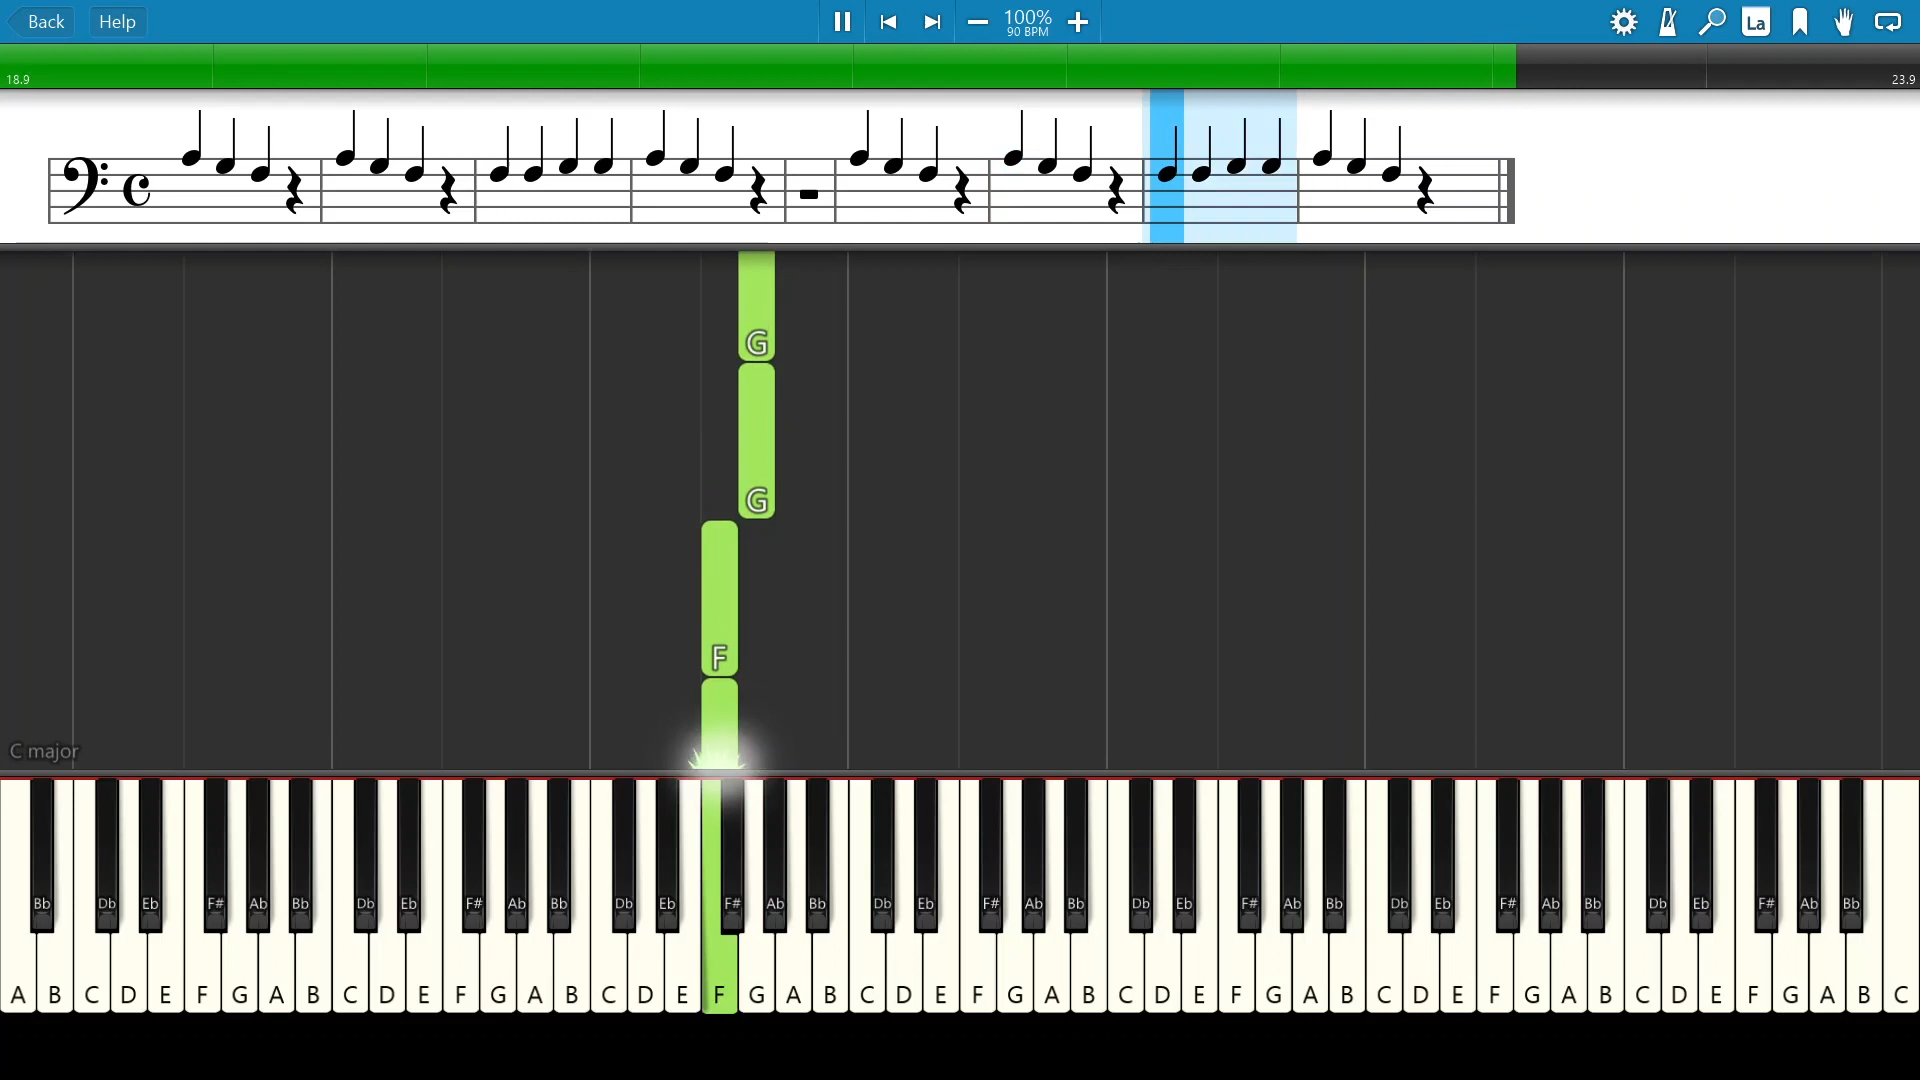 Back Help 100% La
90 BPM
18.9 23.9
G
G
F
C major
Bb Db Eb F# Ab Bb Db Eb F# Ab Bb Db Eb F# Ab Bb Db Eb F# Ab Bb Db Eb F# Ab Bb Db Eb F# Ab Bb Db Eb F# Ab Bb
A B C D E F G A B C D E F G A B C D E F G A B C D E F G A B C D E F G A B C D E F G A B C D E F G A B C